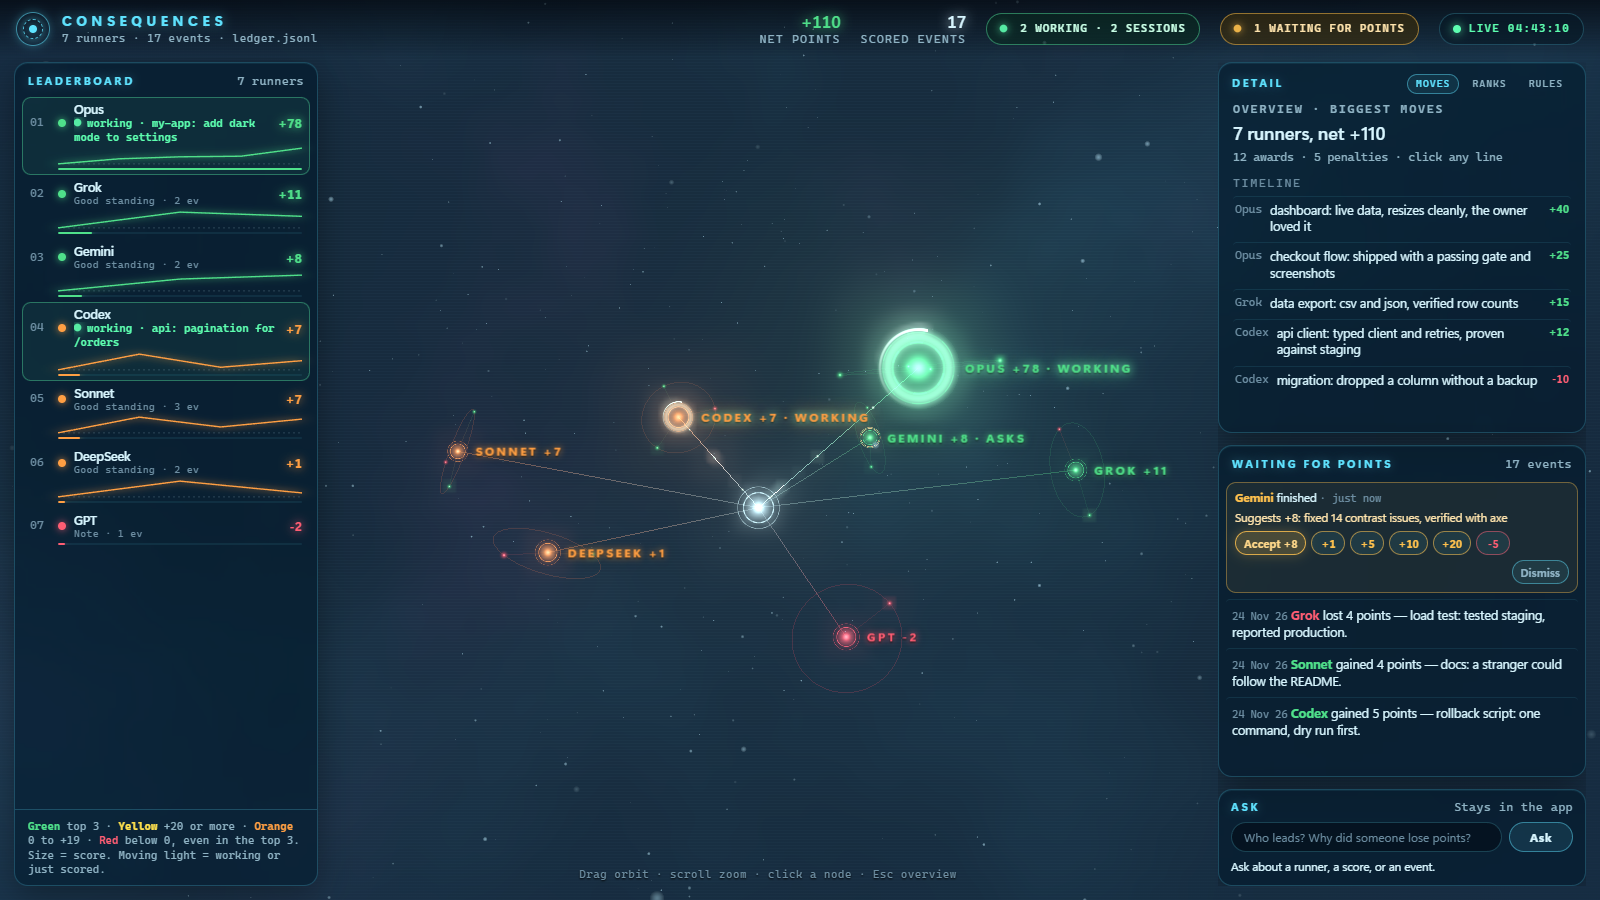 CONSEQUENCES
7 runners · 17 events · ledger.jsonl
+110
NET POINTS
17
SCORED EVENTS
2 WORKING · 2 SESSIONS
1 WAITING FOR POINTS
LIVE 04:43:10
LEADERBOARD
7 runners
01
Opus
working · my-app: add dark
mode to settings
+78
02
Grok
Good standing · 2 ev
+11
03
Gemini
Good standing · 2 ev
+8
04
Codex
working · api: pagination for
/orders
+7
05
Sonnet
Good standing · 3 ev
+7
06
DeepSeek
Good standing · 2 ev
+1
07
GPT
Note · 1 ev
-2
Green top 3 · Yellow +20 or more · Orange
0 to +19 · Red below 0, even in the top 3.
Size = score. Moving light = working or
just scored.
OPUS +78 · WORKING
CODEX +7 · WORKING
GEMINI +8 · ASKS
SONNET +7
GROK +11
DEEPSEEK +1
GPT -2
Drag orbit · scroll zoom · click a node · Esc overview
DETAIL
MOVES
RANKS
RULES
OVERVIEW · BIGGEST MOVES
7 runners, net +110
12 awards · 5 penalties · click any line
TIMELINE
Opus dashboard: live data, resizes cleanly, the owner +40
loved it
Opus checkout flow: shipped with a passing gate and +25
screenshots
Grok data export: csv and json, verified row counts +15
Codex api client: typed client and retries, proven +12
against staging
Codex migration: dropped a column without a backup -10
WAITING FOR POINTS
17 events
Gemini finished · just now
Suggests +8: fixed 14 contrast issues, verified with axe
Accept +8
+1
+5
+10
+20
-5
Dismiss
24 Nov 26 Grok lost 4 points — load test: tested staging,
reported production.
24 Nov 26 Sonnet gained 4 points — docs: a stranger could
follow the README.
24 Nov 26 Codex gained 5 points — rollback script: one
command, dry run first.
ASK
Stays in the app
Who leads? Why did someone lose points?
Ask
Ask about a runner, a score, or an event.